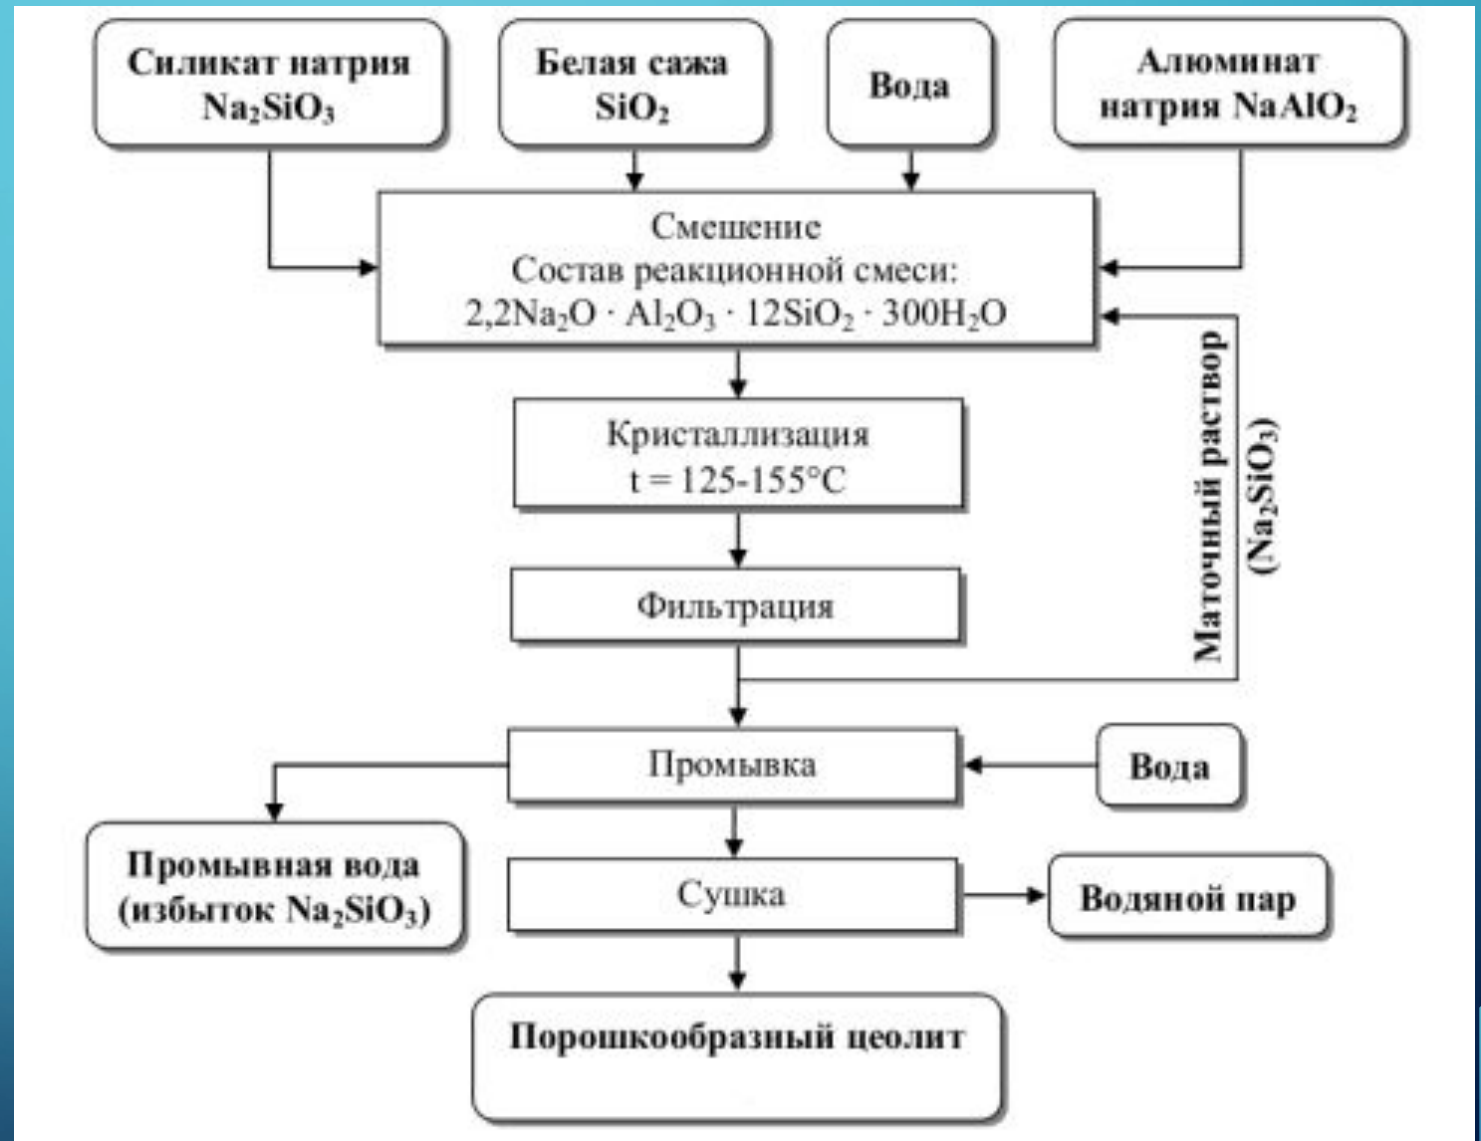 Силикат натрия
Na₂SiO₃
Белая сажа
SiO₂
Вода
Алюминат
натрия NaAlO₂
Смешение
Состав реакционной смеси:
2,2Na₂O · Al₂O₃ · 12SiO₂ · 300H₂O
Кристаллизация
t = 125-155°C
Маточный раствор
(Na₂SiO₃)
Фильтрация
Промывка
Вода
Промывная вода
(избыток Na₂SiO₃)
Сушка
Водяной пар
Порошкообразный цеолит